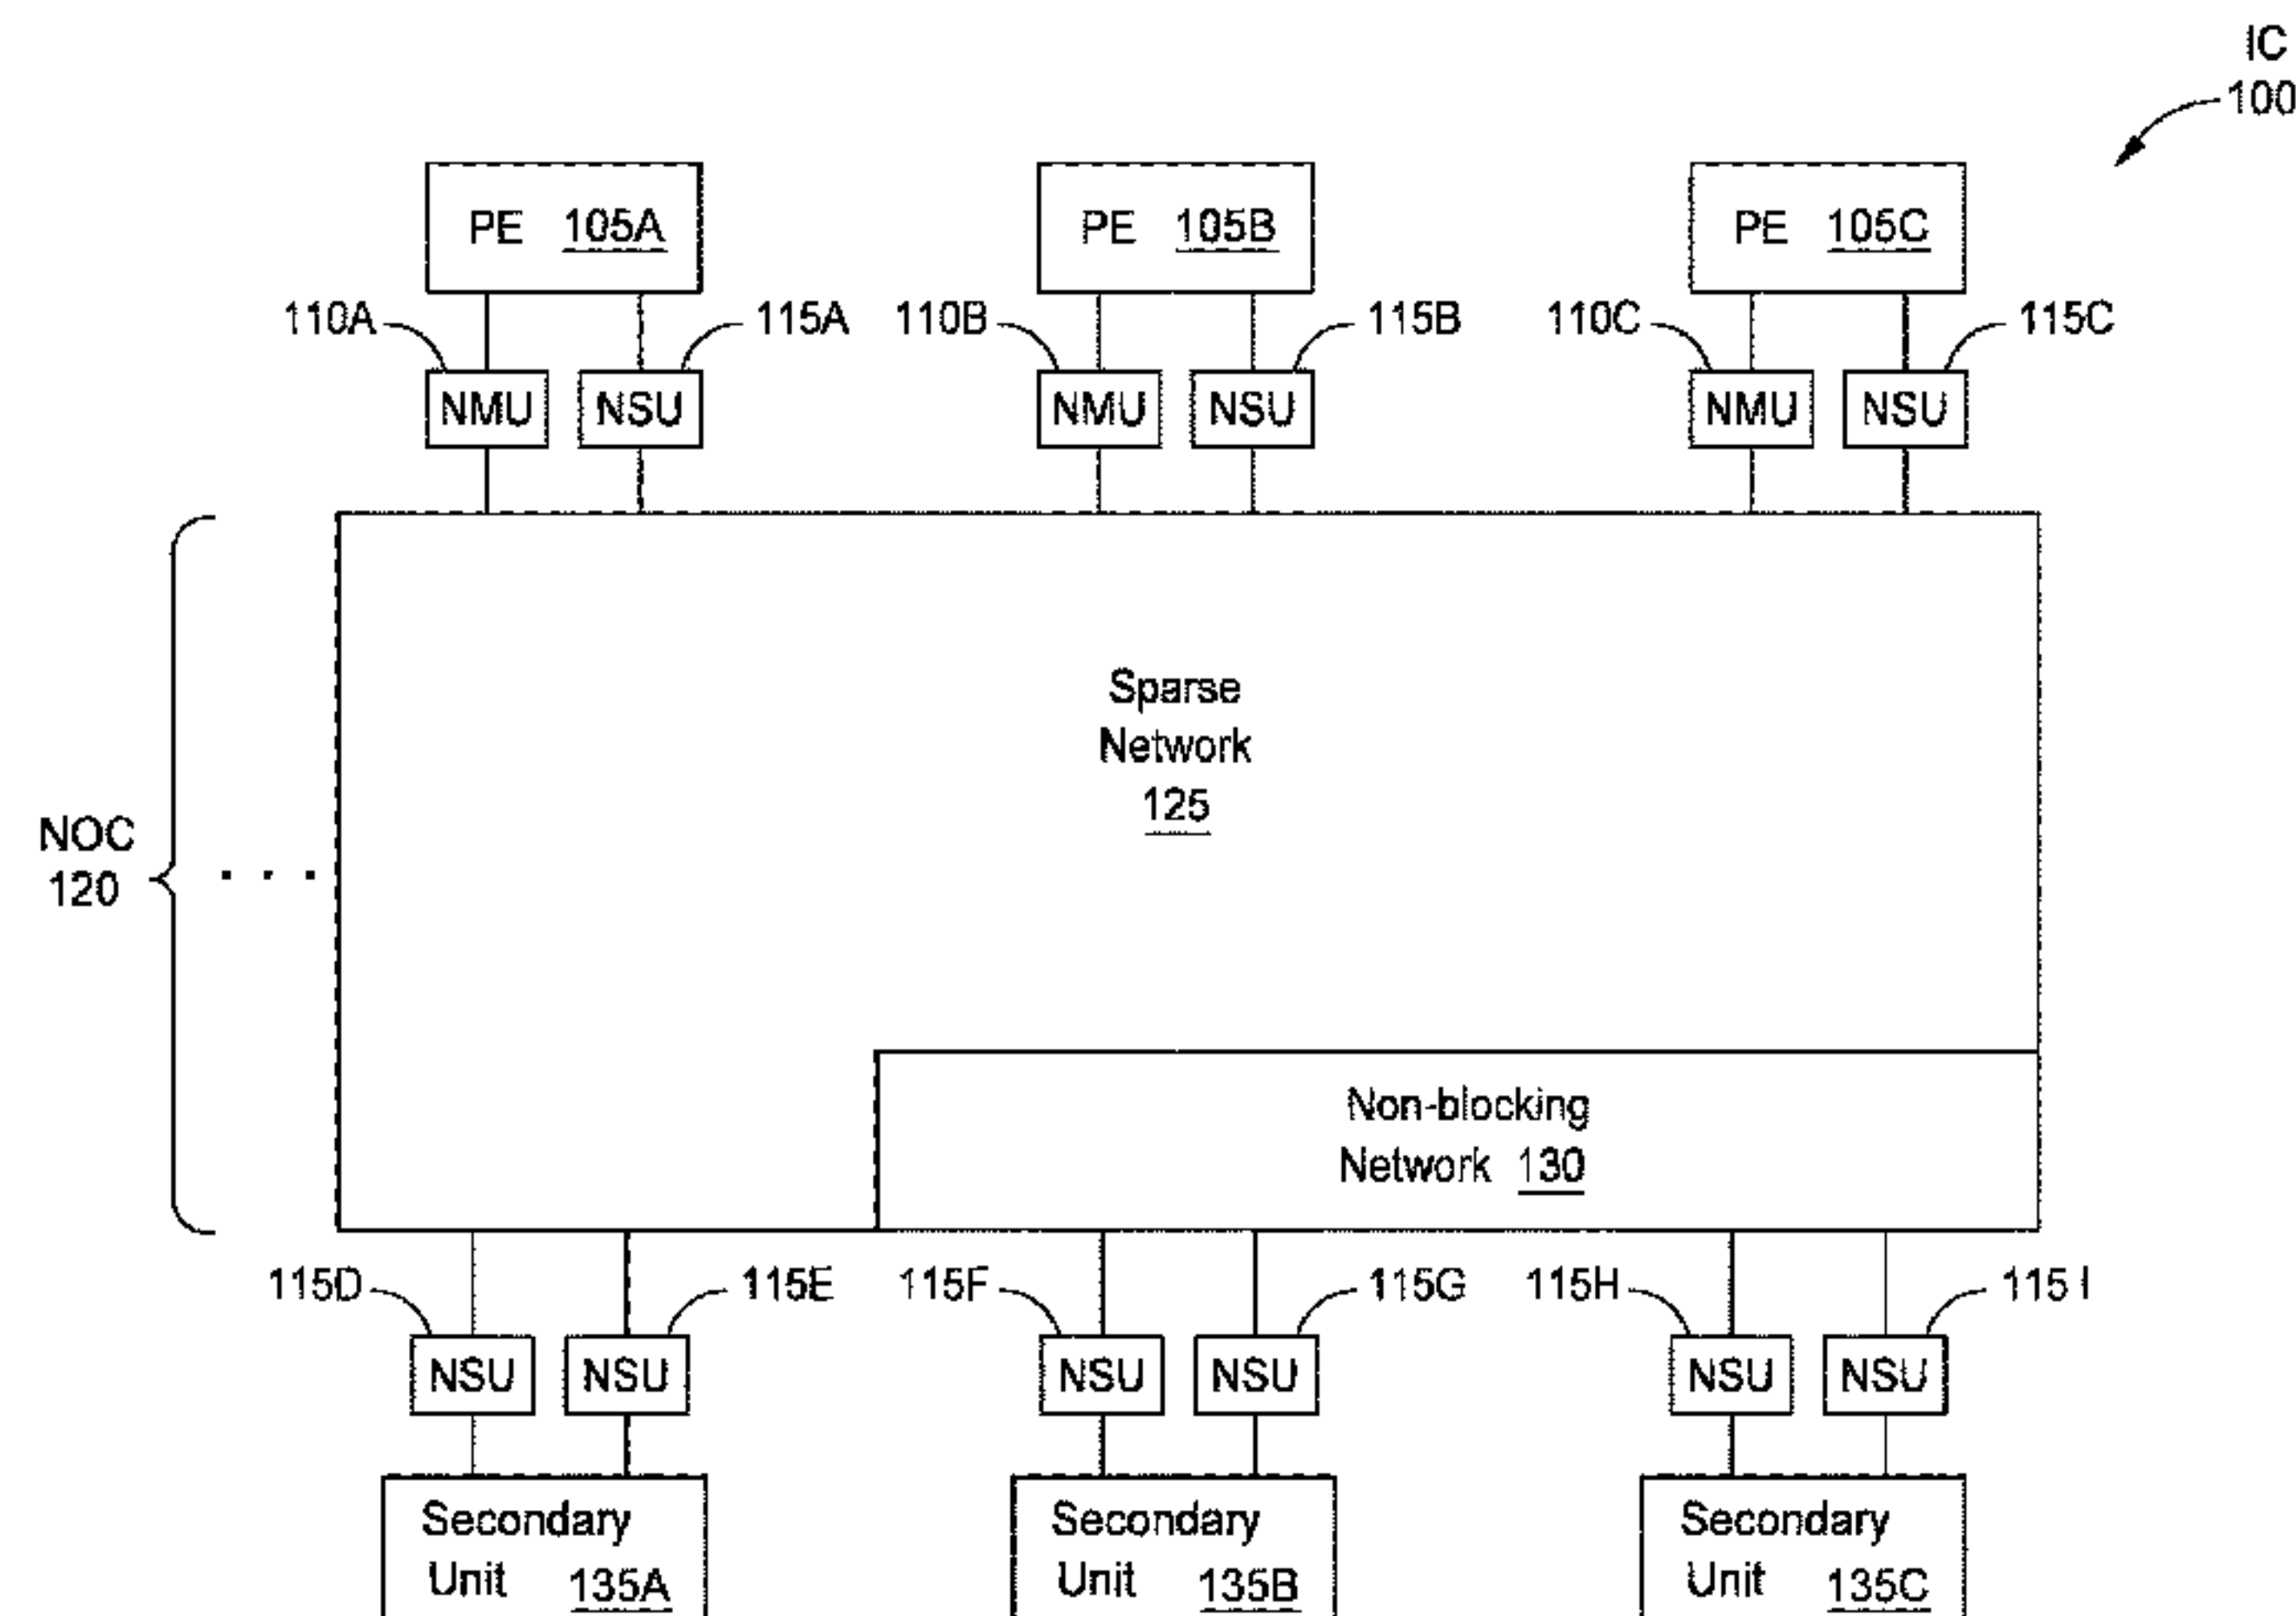 IC
100
PE 105A
PE 105B
PE 105C
110A
115A
110B
115B
110C
115C
NMU
NSU
NMU
NSU
NMU
NSU
Sparse
Network
125
NOC
120
Non-blocking
Network 130
115D
115E
115F
115G
115H
115I
NSU
NSU
NSU
NSU
NSU
NSU
Secondary
Unit 135A
Secondary
Unit 135B
Secondary
Unit 135C